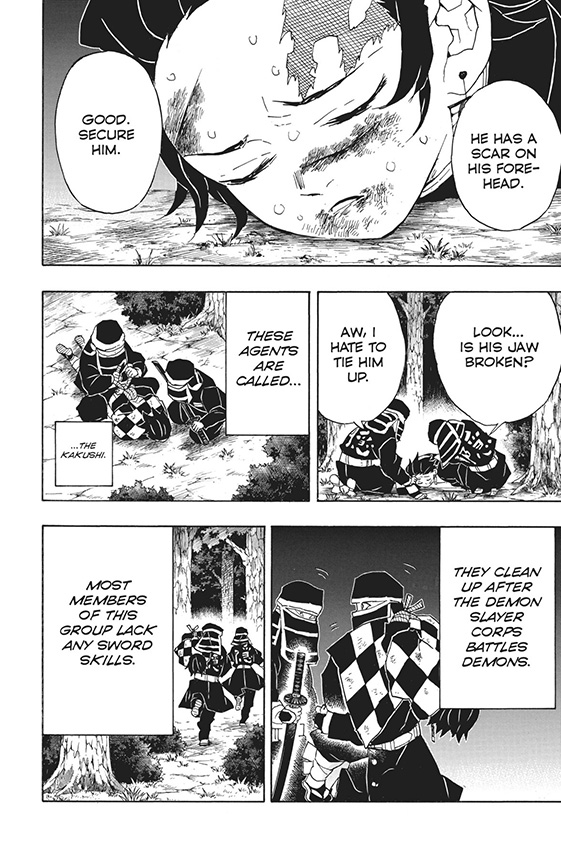 HE HAS A
SCAR ON
HIS FORE-
HEAD.
GOOD.
SECURE
HIM.
LOOK...
IS HIS JAW
BROKEN?
AW, I
HATE TO
TIE HIM
UP.
THESE
AGENTS
ARE
CALLED...
...THE
KAKUSHI.
THEY CLEAN
UP AFTER
THE DEMON
SLAYER
CORPS
BATTLES
DEMONS.
MOST
MEMBERS
OF THIS
GROUP LACK
ANY SWORD
SKILLS.